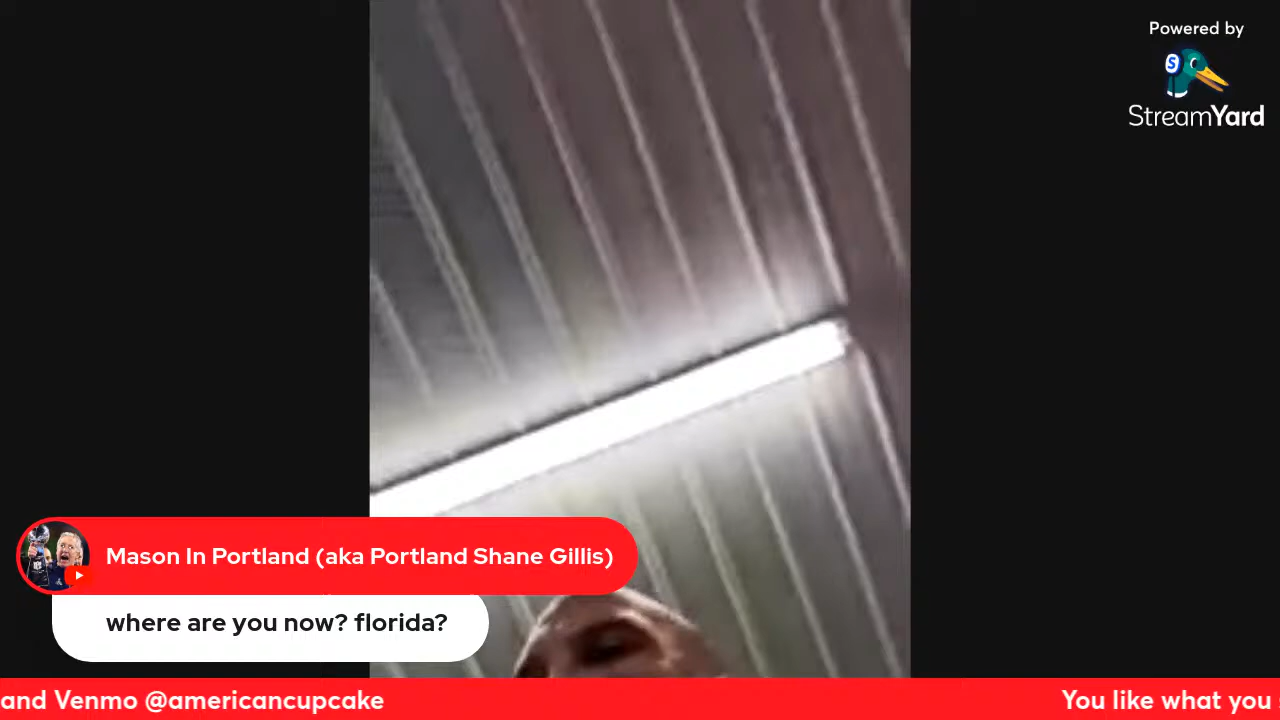 Powered by
StreamYard
Mason In Portland (aka Portland Shane Gillis)
where are you now? florida?
and Venmo @americancupcake
You like what you